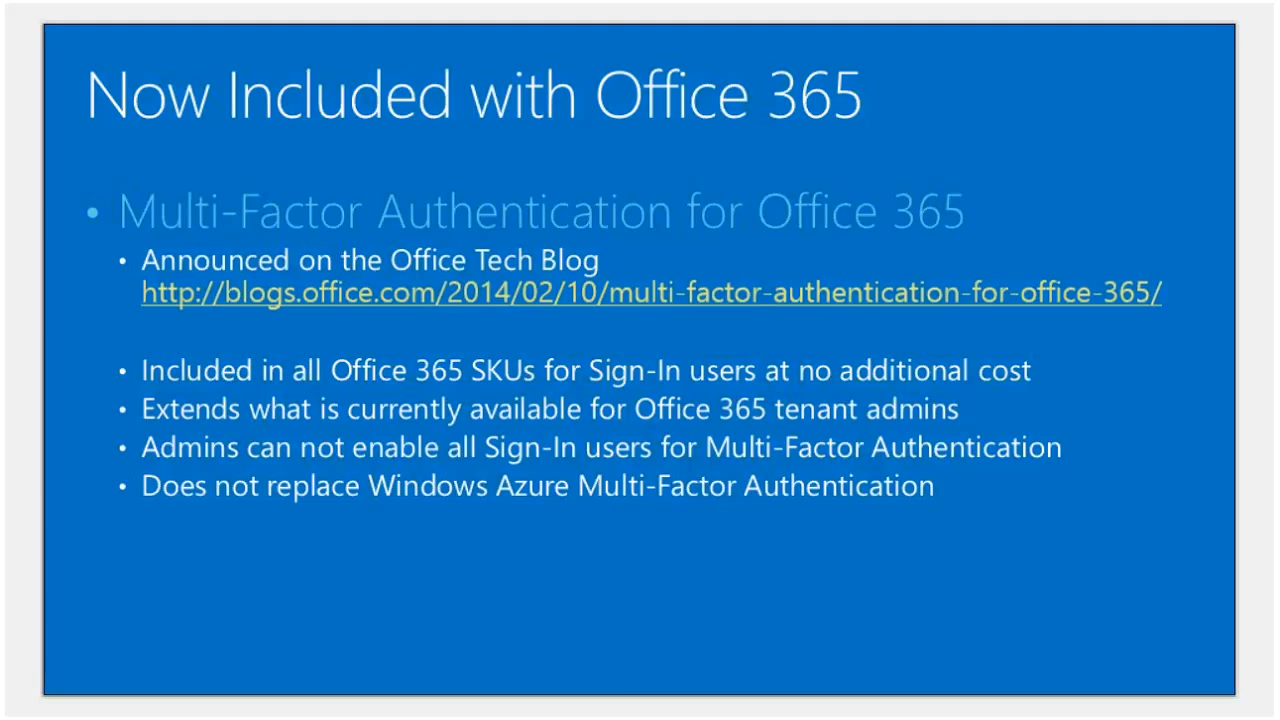 Now Included with Office 365
• Multi-Factor Authentication for Office 365
• Announced on the Office Tech Blog
http://blogs.office.com/2014/02/10/multi-factor-authentication-for-office-365/
• Included in all Office 365 SKUs for Sign-In users at no additional cost
• Extends what is currently available for Office 365 tenant admins
• Admins can not enable all Sign-In users for Multi-Factor Authentication
• Does not replace Windows Azure Multi-Factor Authentication